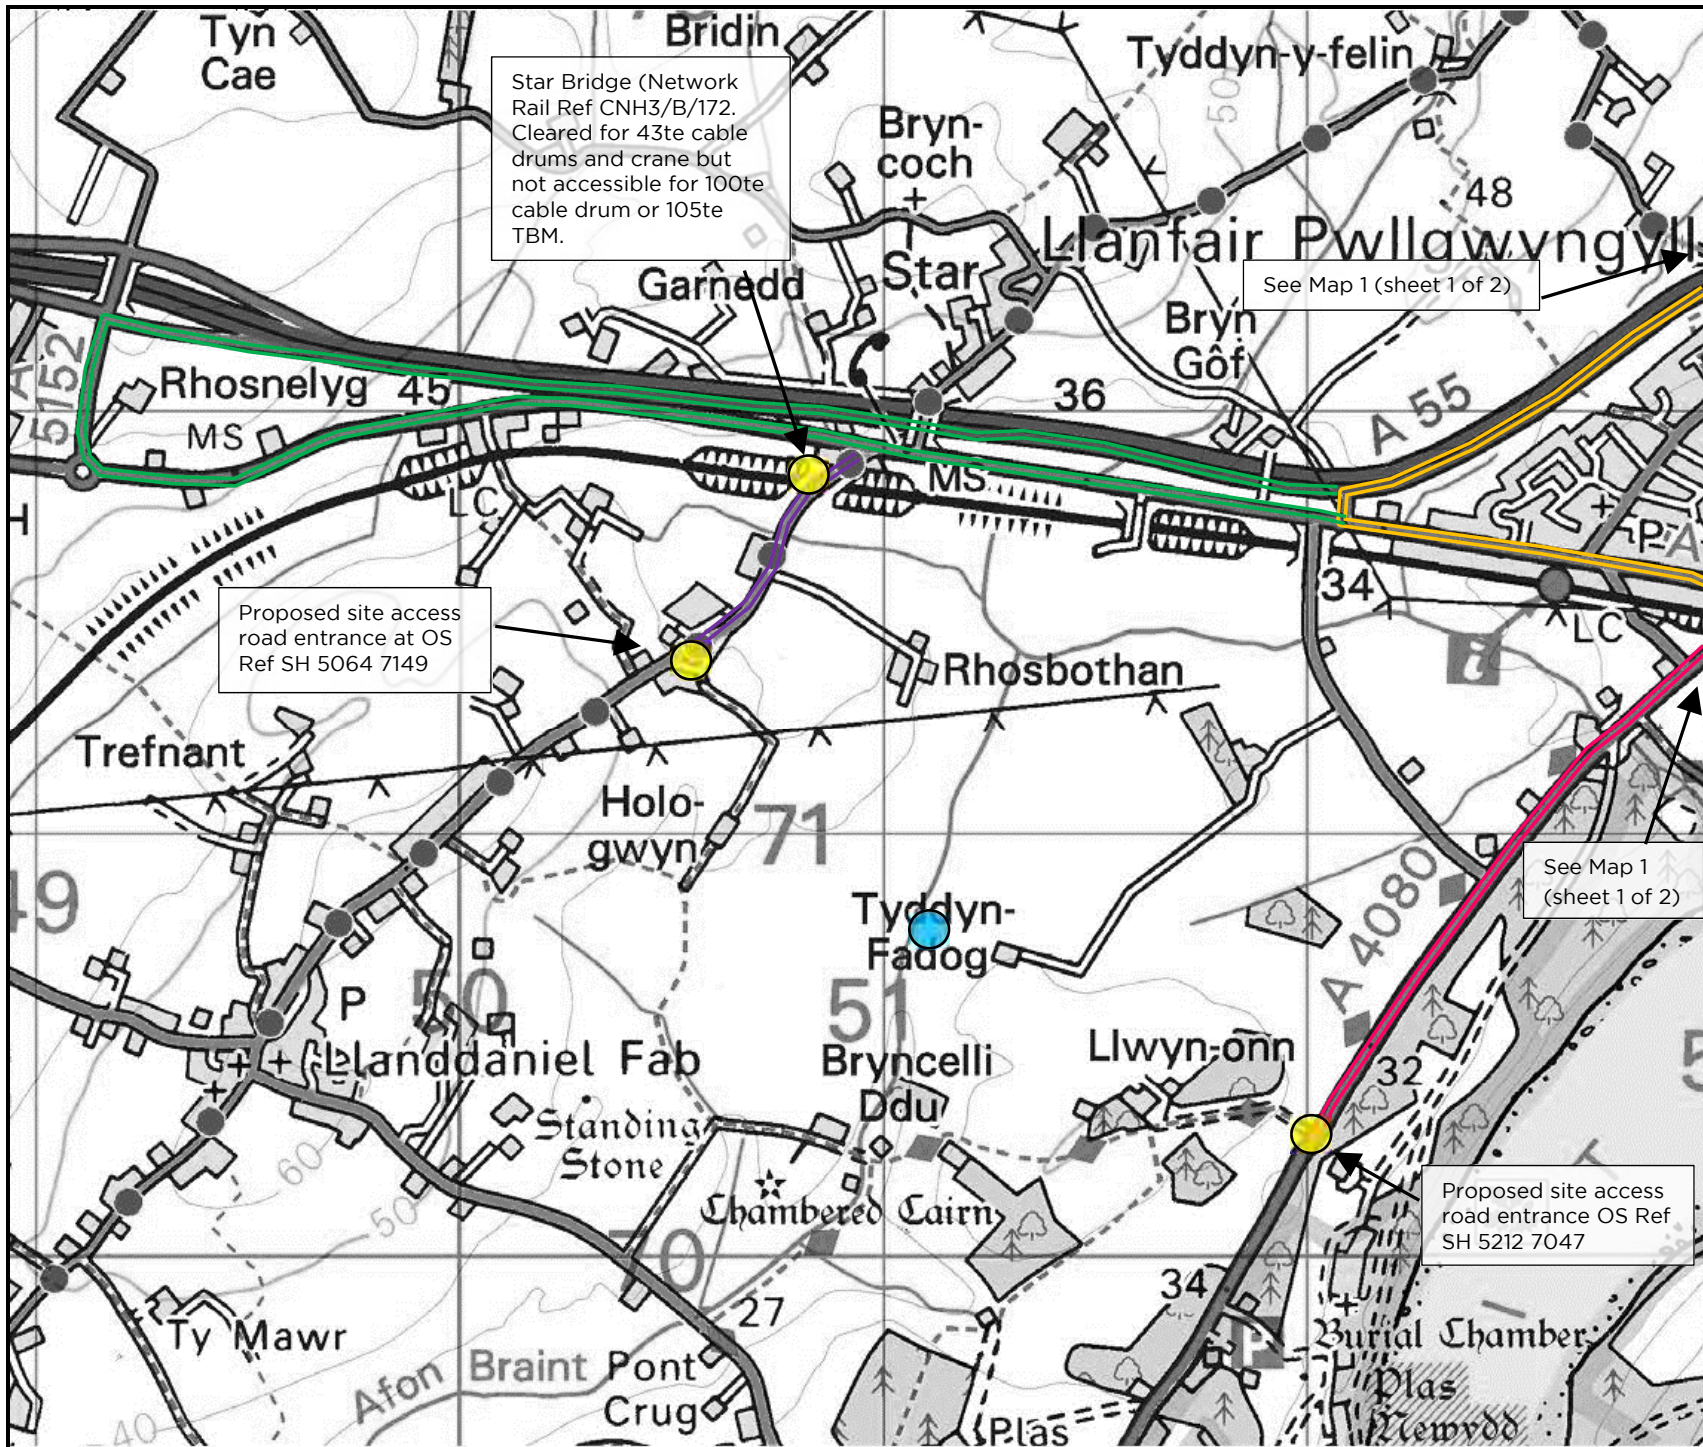 Tyn
Cae
Bridin
Tyddyn-y-felin
Star Bridge (Network
Rail Ref CNH3/B/172.
Cleared for 43te cable
drums and crane but
not accessible for 100te
cable drum or 105te
TBM.
Bryn-
coch
50
48
Llanfair Pwllgwyngyll
Garnedd
Star
See Map 1 (sheet 1 of 2)
Bryn
Gôf
A 5152
Rhosnelyg
45
36
A 55
MS
MS
LC
H
P
A
34
LC
i
Proposed site access
road entrance at OS
Ref SH 5064 7149
Rhosbothan
Trefnant
Holo-
gwyn
71
See Map 1
(sheet 1 of 2)
49
Tyddyn-
Fadog
A 4080
50
51
P
Llanddaniel Fab
Bryncelli
Ddu
Llwyn-onn
32
5
Standing
Stone
60
50
Chambered Cairn
Proposed site access
road entrance OS Ref
SH 5212 7047
70
27
34
Ty Mawr
Burial Chamber
P
Afon Braint
Pont
Crug
Plas
Newydd
40
Plas